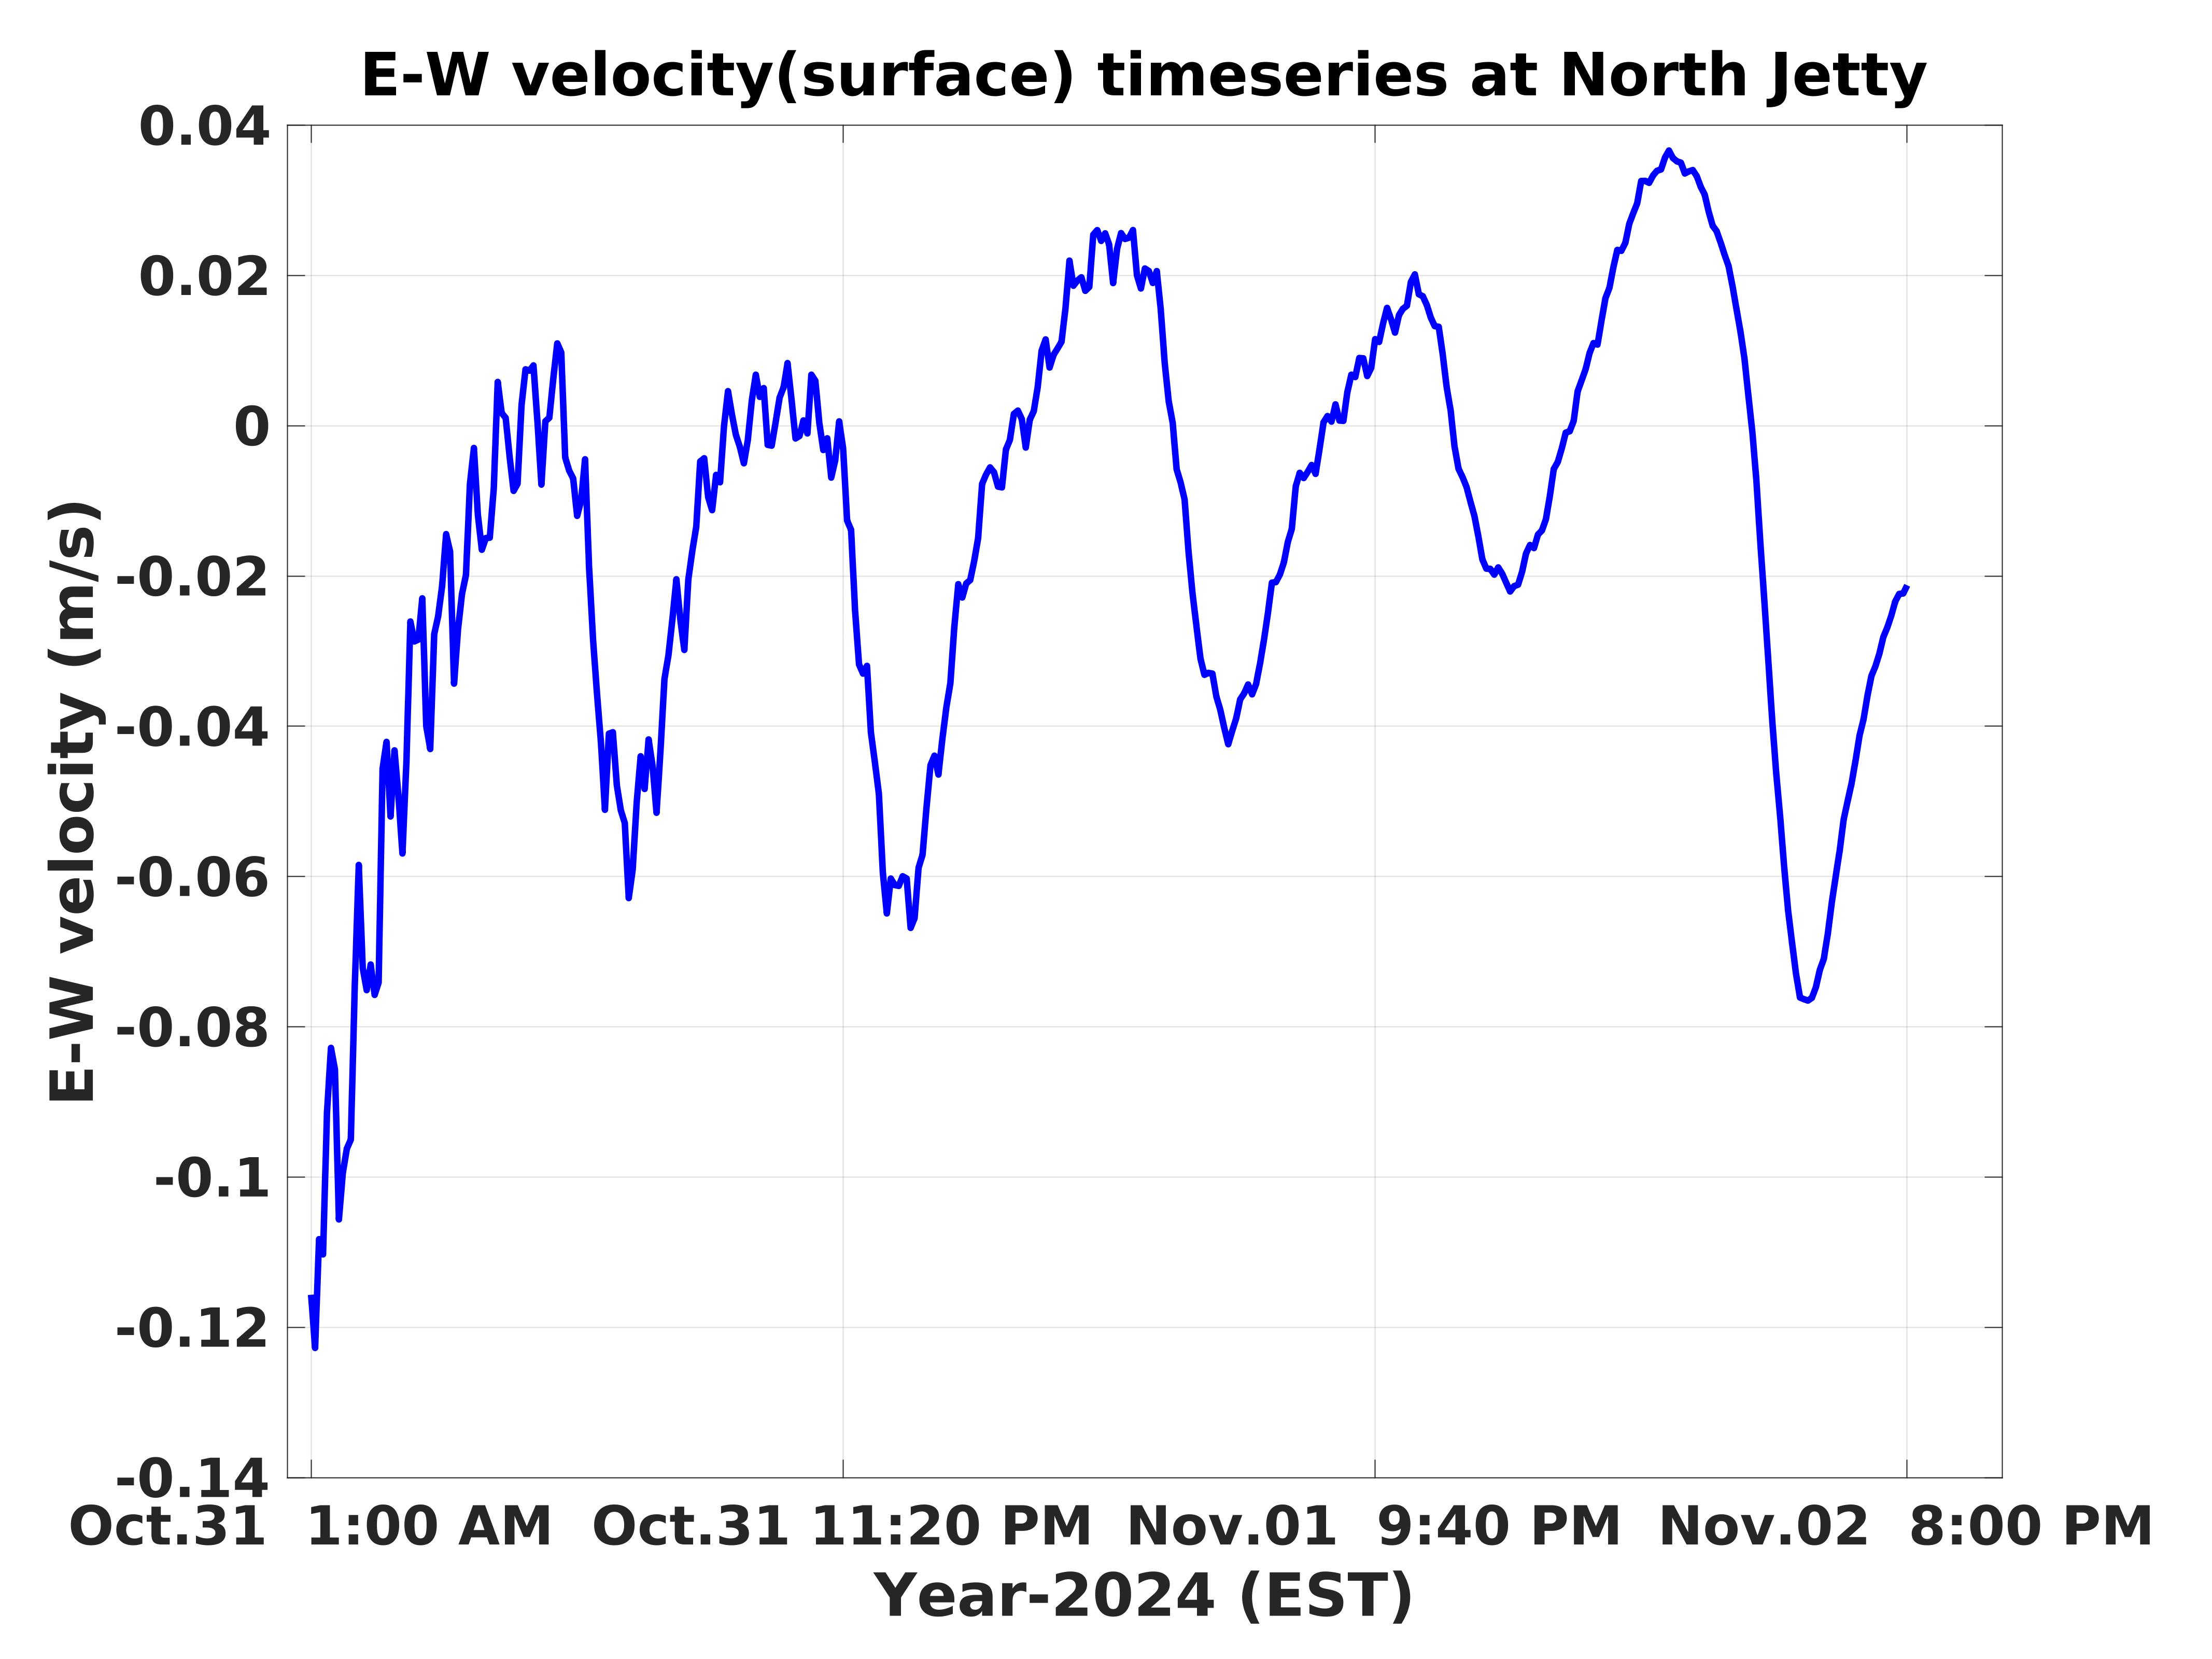 E-W velocity(surface) timeseries at North Jetty
0.04
0.02
0
-0.02
-0.04
-0.06
-0.08
-0.1
-0.12
-0.14
E-W velocity (m/s)
Oct.31 1:00 AM Oct.31 11:20 PM Nov.01 9:40 PM Nov.02 8:00 PM
Year-2024 (EST)